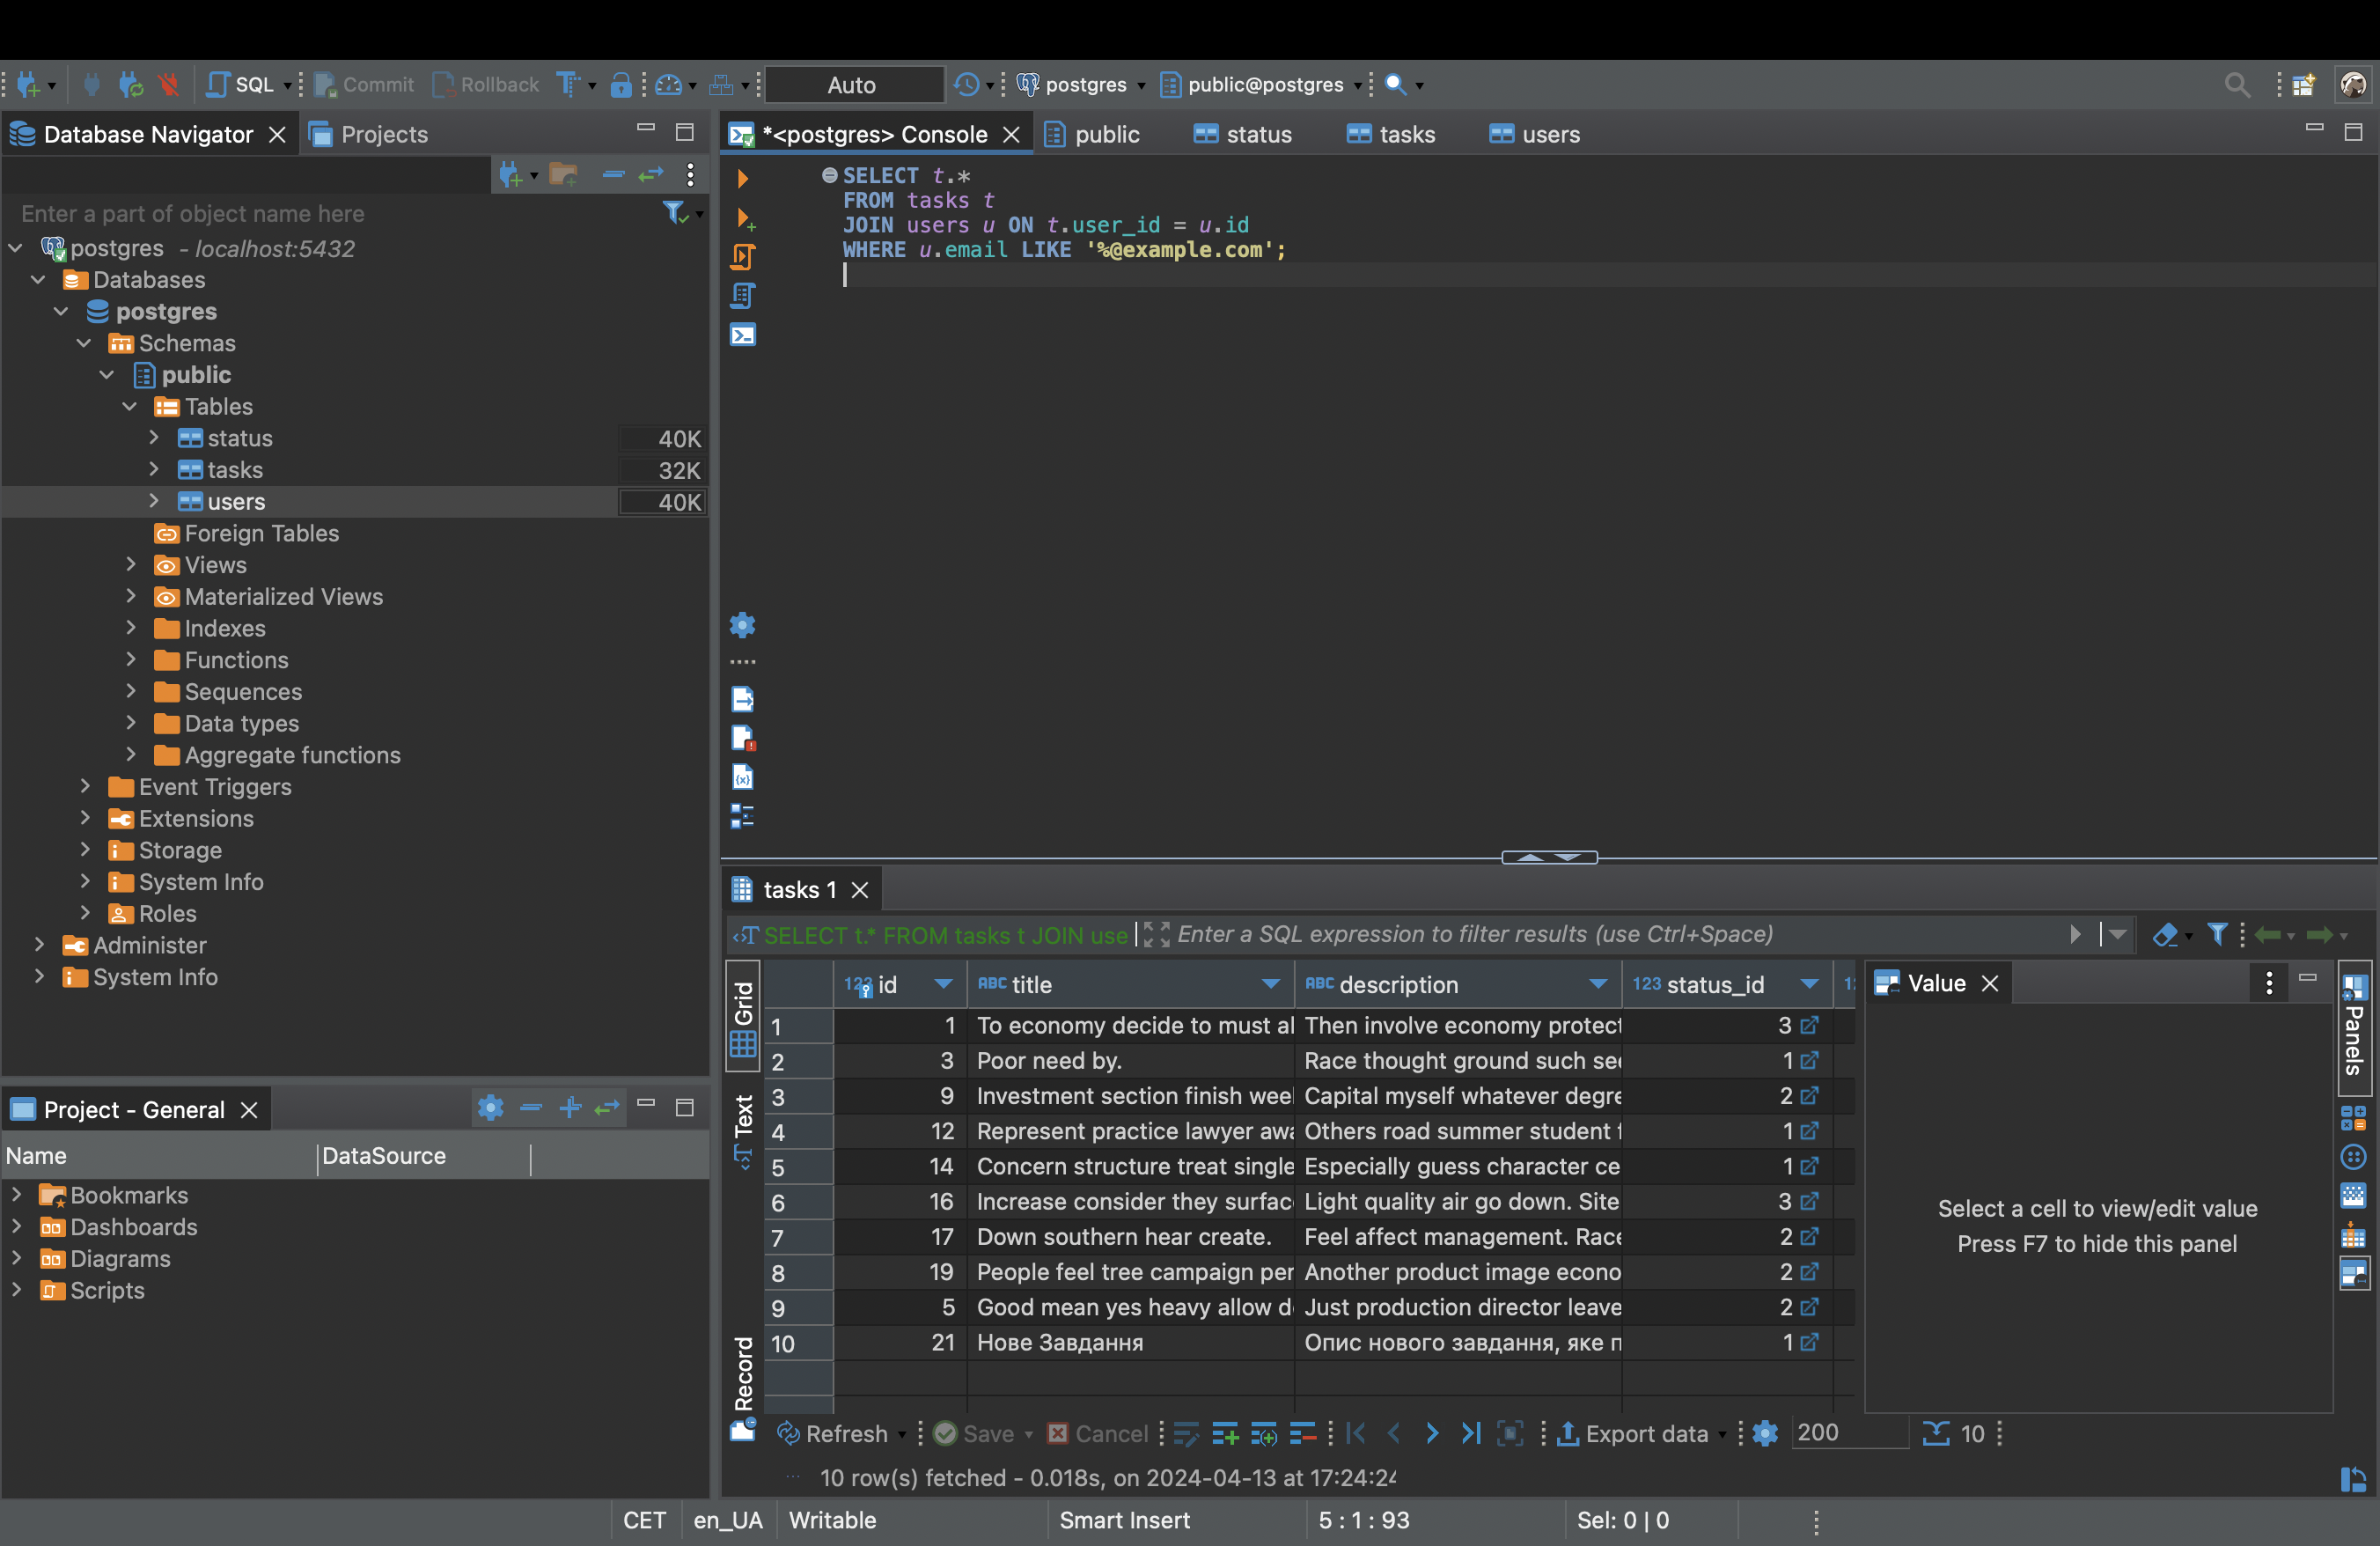 SQL
Commit
Rollback
Auto
postgres
public@postgres
Database Navigator
Projects
Enter a part of object name here
postgres - localhost:5432
Databases
postgres
Schemas
public
Tables
status 40K
tasks 32K
users 40K
Foreign Tables
Views
Materialized Views
Indexes
Functions
Sequences
Data types
Aggregate functions
Event Triggers
Extensions
Storage
System Info
Roles
Administer
System Info
Project - General
Name DataSource
Bookmarks
Dashboards
Diagrams
Scripts
*<postgres> Console
public
status
tasks
users
SELECT t.*
FROM tasks t
JOIN users u ON t.user_id = u.id
WHERE u.email LIKE '%@example.com';
tasks 1
SELECT t.* FROM tasks t JOIN use
Enter a SQL expression to filter results (use Ctrl+Space)
Grid
Text
Record
123 id ABC title ABC description 123 status_id
1 1 To economy decide to must al Then involve economy protect 3
2 3 Poor need by. Race thought ground such see 1
3 9 Investment section finish weel Capital myself whatever degre 2
4 12 Represent practice lawyer awa Others road summer student f 1
5 14 Concern structure treat single Especially guess character ce 1
6 16 Increase consider they surfac Light quality air go down. Site 3
7 17 Down southern hear create. Feel affect management. Race 2
8 19 People feel tree campaign per Another product image econo 2
9 5 Good mean yes heavy allow d Just production director leave 2
10 21 Нове Завдання Опис нового завдання, яке п 1
Value
Select a cell to view/edit value
Press F7 to hide this panel
Panels
Refresh
Save
Cancel
Export data
200
10
10 row(s) fetched - 0.018s, on 2024-04-13 at 17:24:24
CET
en_UA
Writable
Smart Insert
5 : 1 : 93
Sel: 0 | 0